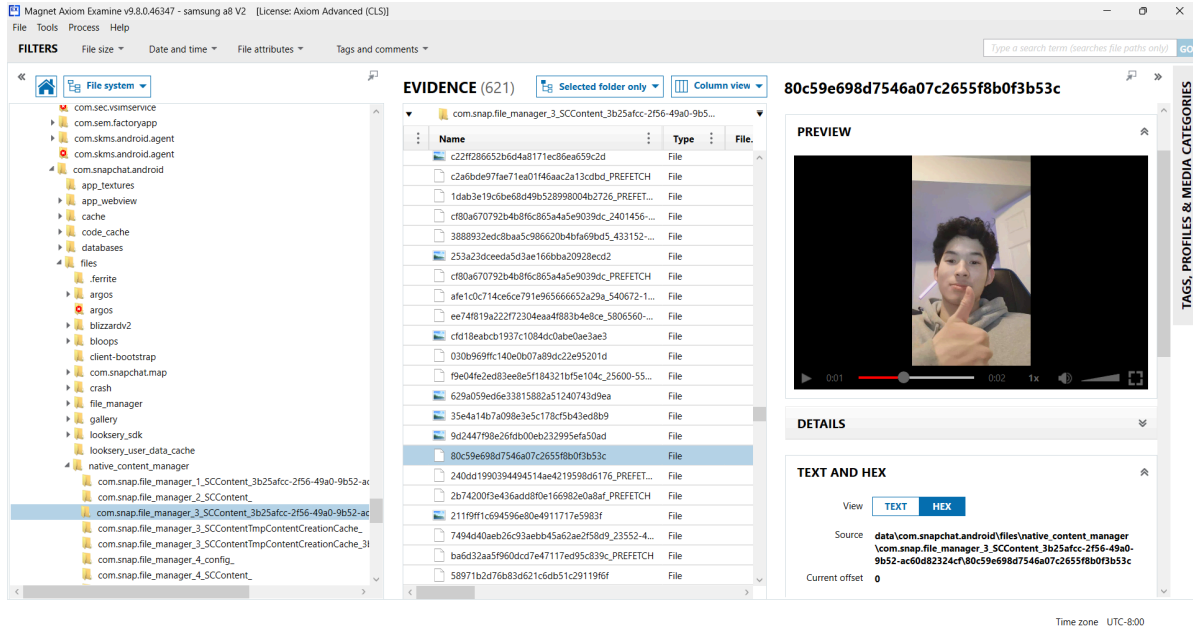 Magnet Axiom Examine v9.8.0.46347 - samsung a8 V2 [License: Axiom Advanced (CLS)]
File Tools Process Help
FILTERS File size Date and time File attributes Tags and comments Type a search term (searches file paths only) GO
File system
com.sec.vsimservice
com.sem.factoryapp
com.skms.android.agent
com.skms.android.agent
com.snapchat.android
app_textures
app_webview
cache
code_cache
databases
files
.ferrite
argos
argos
blizzardv2
bloops
client-bootstrap
com.snapchat.map
crash
file_manager
gallery
looksery_sdk
looksery_user_data_cache
native_content_manager
com.snap.file_manager_1_SCContent_3b25afcc-2f56-49a0-9b52-ac
com.snap.file_manager_2_SCContent_
com.snap.file_manager_3_SCContent_3b25afcc-2f56-49a0-9b52-ac
com.snap.file_manager_3_SCContentTmpContentCreationCache_
com.snap.file_manager_3_SCContentTmpContentCreationCache_3
com.snap.file_manager_4_config_
com.snap.file_manager_4_SCContent_
EVIDENCE (621) Selected folder only Column view
com.snap.file_manager_3_SCContent_3b25afcc-2f56-49a0-9b5...
Name Type File.
c22ff286652b6d4a8171ec86ea659c2d File
c2a6bde97fae71ea01f46aac2a13cdbd_PREFETCH File
1dab3e19c6be68d49b528998004b2726_PREFET... File
cf80a670792b4b8f6c865a4a5e9039dc_2401456-... File
3888932edc8baa5c986620b4bfa69bd5_433152-... File
253a23dceeda5d3ae166bba20928ecd2 File
cf80a670792b4b8f6c865a4a5e9039dc_PREFETCH File
afe1c0c714ce6ce791e965666652a29a_540672-1... File
ee74f819a222f72304eaa4f883b4e8ce_5806560-... File
cfd18eabcb1937c1084dc0abe0ae3ae3 File
030b969ffc140e0b07a89dc22e95201d File
f9e04fe2ed83ee8e5f184321bf5e104c_25600-55... File
629a059ed6e33815882a51240743d9ea File
35e4a14b7a098e3e5c178cf5b43ed8b9 File
9d2447f98e26fdb00eb232995efa50ad File
80c59e698d7546a07c2655f8b0f3b53c File
240dd1990394494514ae4219598d6176_PREFET... File
2b74200f3e436add8f0e166982e0a8af_PREFETCH File
211f9ff1c694596e80e4911717e5983f File
7494d40aeb26c93aebb45a62ae2f58d9_23552-4... File
ba6d32aa5f960dcd7e47117ed95c839c_PREFETCH File
58971b2d76b83d621c6db51c29119f6f File
80c59e698d7546a07c2655f8b0f3b53c
PREVIEW
0:01 0:02 1x
DETAILS
TEXT AND HEX
View TEXT HEX
Source data\com.snapchat.android\files\native_content_manager
\com.snap.file_manager_3_SCContent_3b25afcc-2f56-49a0-
9b52-ac60d82324cf\80c59e698d7546a07c2655f8b0f3b53c
Current offset 0
TAGS, PROFILES & MEDIA CATEGORIES
Time zone UTC-8:00